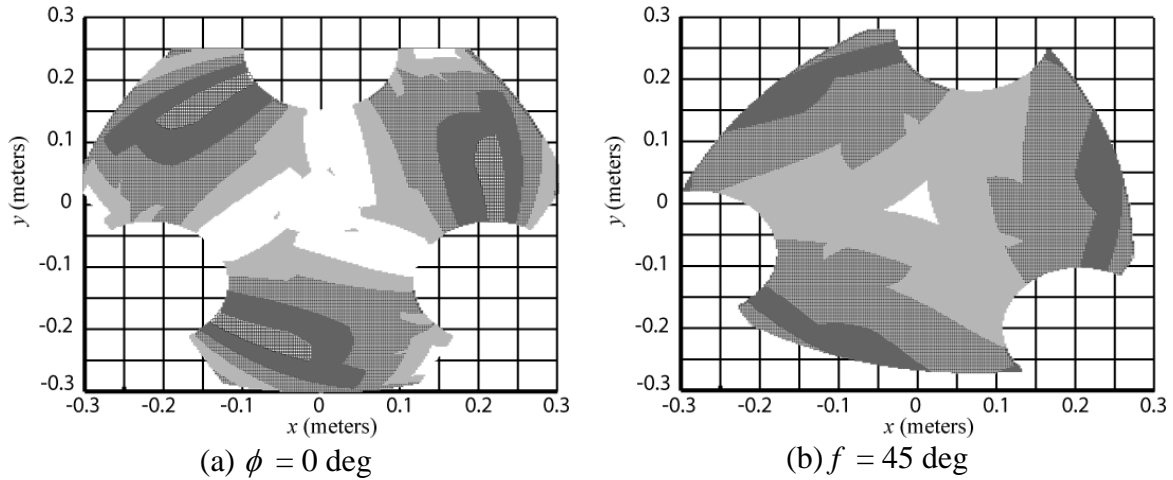 0.3
0.2
0.1
0
-0.1
-0.2
-0.3
y (meters)
-0.3 -0.2 -0.1 0 0.1 0.2 0.3
x (meters)
(a) ϕ = 0 deg
0.3
0.2
0.1
0
-0.1
-0.2
-0.3
y (meters)
-0.3 -0.2 -0.1 0 0.1 0.2 0.3
x (meters)
(b) f = 45 deg